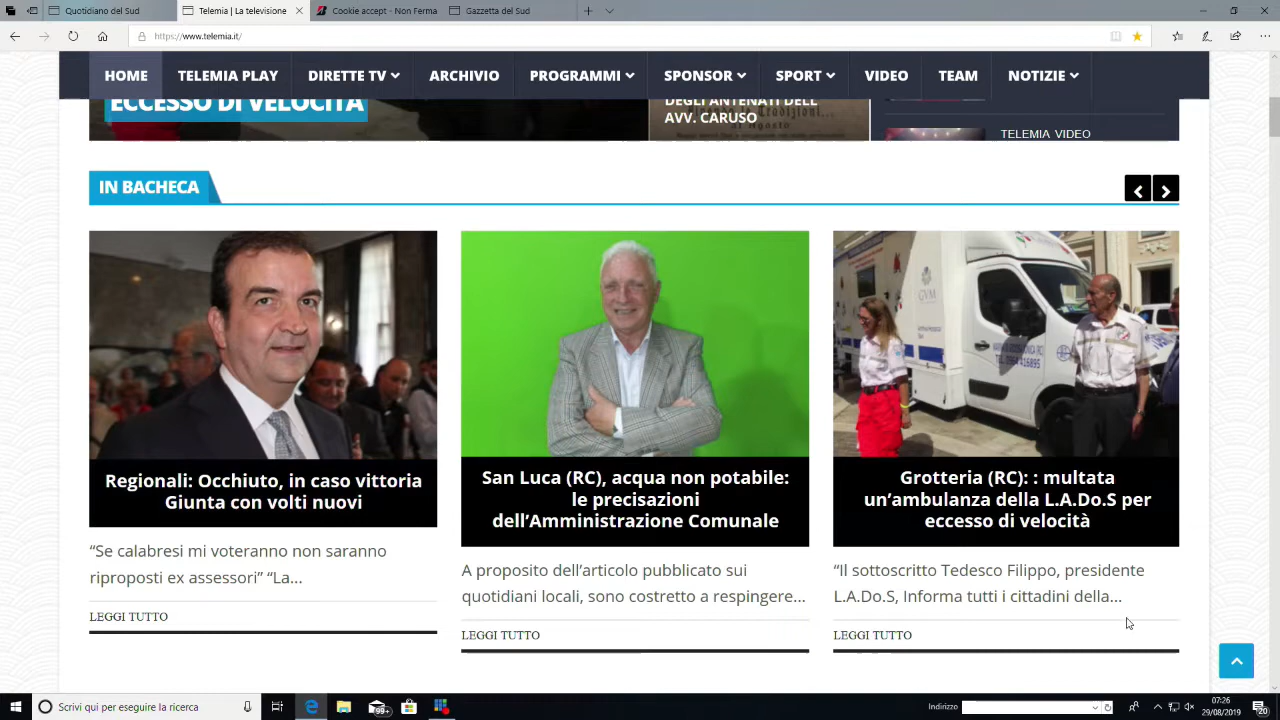 Quotidiano del Sud
Telemia | La televisione
Cookie accept - Non Ferma
Gazzetta del Sud
https://www.telemia.it/
HOME TELEMIA PLAY DIRETTE TV ARCHIVIO PROGRAMMI SPONSOR SPORT VIDEO TEAM NOTIZIE
ECCESSO DI VELOCITÀ
DEGLI ANTENATI DELL'
AVV. CARUSO
TELEMIA VIDEO
IN BACHECA
Regionali: Occhiuto, in caso vittoria
Giunta con volti nuovi
“Se calabresi mi voteranno non saranno
riproposti ex assessori” “La...
LEGGI TUTTO
San Luca (RC), acqua non potabile:
le precisazioni
dell’Amministrazione Comunale
A proposito dell’articolo pubblicato sui
quotidiani locali, sono costretto a respingere...
LEGGI TUTTO
GVM
Grotteria (RC): : multata
un’ambulanza della L.A.Do.S per
eccesso di velocità
“Il sottoscritto Tedesco Filippo, presidente
L.A.Do.S, Informa tutti i cittadini della...
LEGGI TUTTO
Scrivi qui per eseguire la ricerca
99+
Indirizzo
07:26
29/08/2019
20